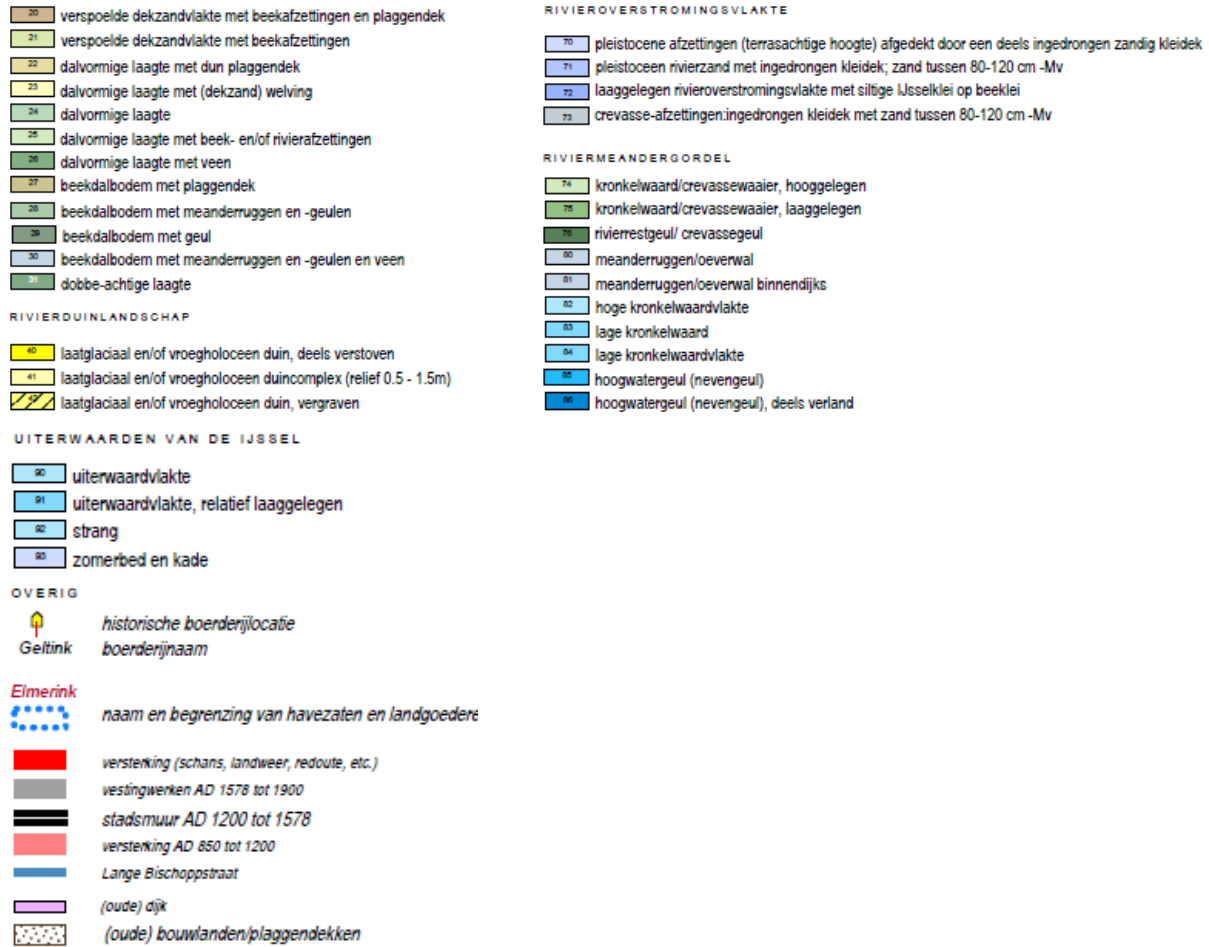 20 verspoelde dekzandvlakte met beekafzettingen en plaggendek
21 verspoelde dekzandvlakte met beekafzettingen
22 dalvormige laagte met dun plaggendek
23 dalvormige laagte met (dekzand) welving
24 dalvormige laagte
25 dalvormige laagte met beek- en/of rivierafzettingen
26 dalvormige laagte met veen
27 beekdalbodem met plaggendek
28 beekdalbodem met meanderruggen en -geulen
29 beekdalbodem met geul
30 beekdalbodem met meanderruggen en -geulen en veen
31 dobbe-achtige laagte
RIVIERDUINLANDSCHAP
40 laatglaciaal en/of vroegholoceen duin, deels verstoven
41 laatglaciaal en/of vroegholoceen duincomplex (relief 0.5 - 1.5m)
42 laatglaciaal en/of vroegholoceen duin, vergraven
UITERWAARDEN VAN DE IJSSEL
90 uiterwaardvlakte
91 uiterwaardvlakte, relatief laaggelegen
92 strang
93 zomerbed en kade
OVERIG
historische boerderijlocatie
Geltink boerderijnaam
Elmerink
naam en begrenzing van havezaten en landgoedere
versterking (schans, landweer, redoute, etc.)
vestingwerken AD 1578 tot 1900
stadsmuur AD 1200 tot 1578
versterking AD 850 tot 1200
Lange Bischoppstraat
(oude) dijk
(oude) bouwlanden/plaggendekken
RIVIEROVERSTROMINGSVLAKTE
70 pleistocene afzettingen (terrasachtige hoogte) afgedekt door een deels ingedrongen zandig kleidek
71 pleistoceen rivierzand met ingedrongen kleidek; zand tussen 80-120 cm -Mv
72 laaggelegen rivieroverstromingsvlakte met siltige IJsselklei op beeklei
73 crevasse-afzettingen:ingedrongen kleidek met zand tussen 80-120 cm -Mv
RIVIERMEANDERGORDEL
74 kronkelwaard/crevassewaaier, hooggelegen
75 kronkelwaard/crevassewaaier, laaggelegen
76 rivierrestgeul/ crevassegeul
80 meanderruggen/oeverwal
81 meanderruggen/oeverwal binnendijks
82 hoge kronkelwaardvlakte
83 lage kronkelwaard
84 lage kronkelwaardvlakte
85 hoogwatergeul (nevengeul)
86 hoogwatergeul (nevengeul), deels verland